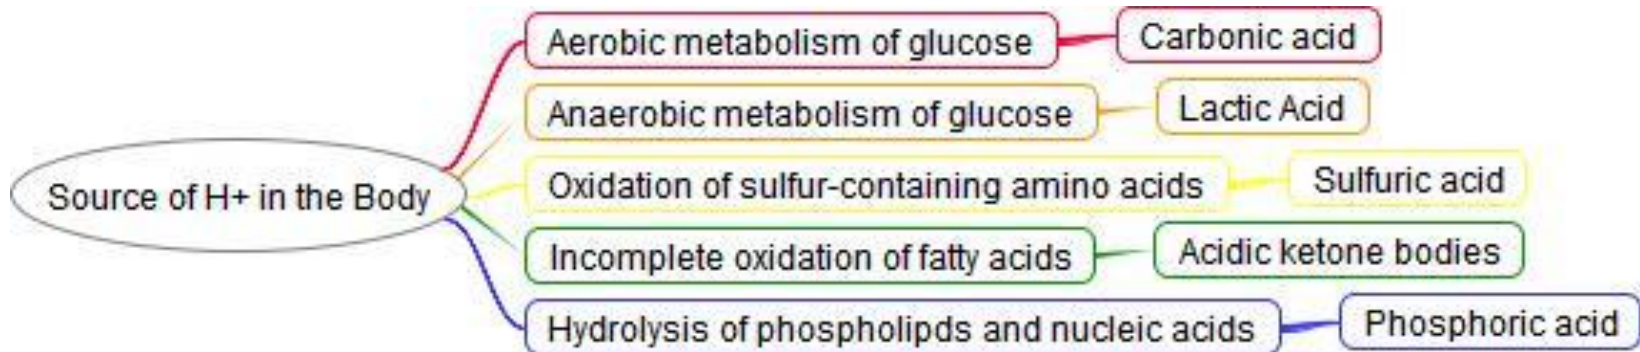 Source of H+ in the Body
Aerobic metabolism of glucose
Carbonic acid
Anaerobic metabolism of glucose
Lactic Acid
Oxidation of sulfur-containing amino acids
Sulfuric acid
Incomplete oxidation of fatty acids
Acidic ketone bodies
Hydrolysis of phospholipds and nucleic acids
Phosphoric acid